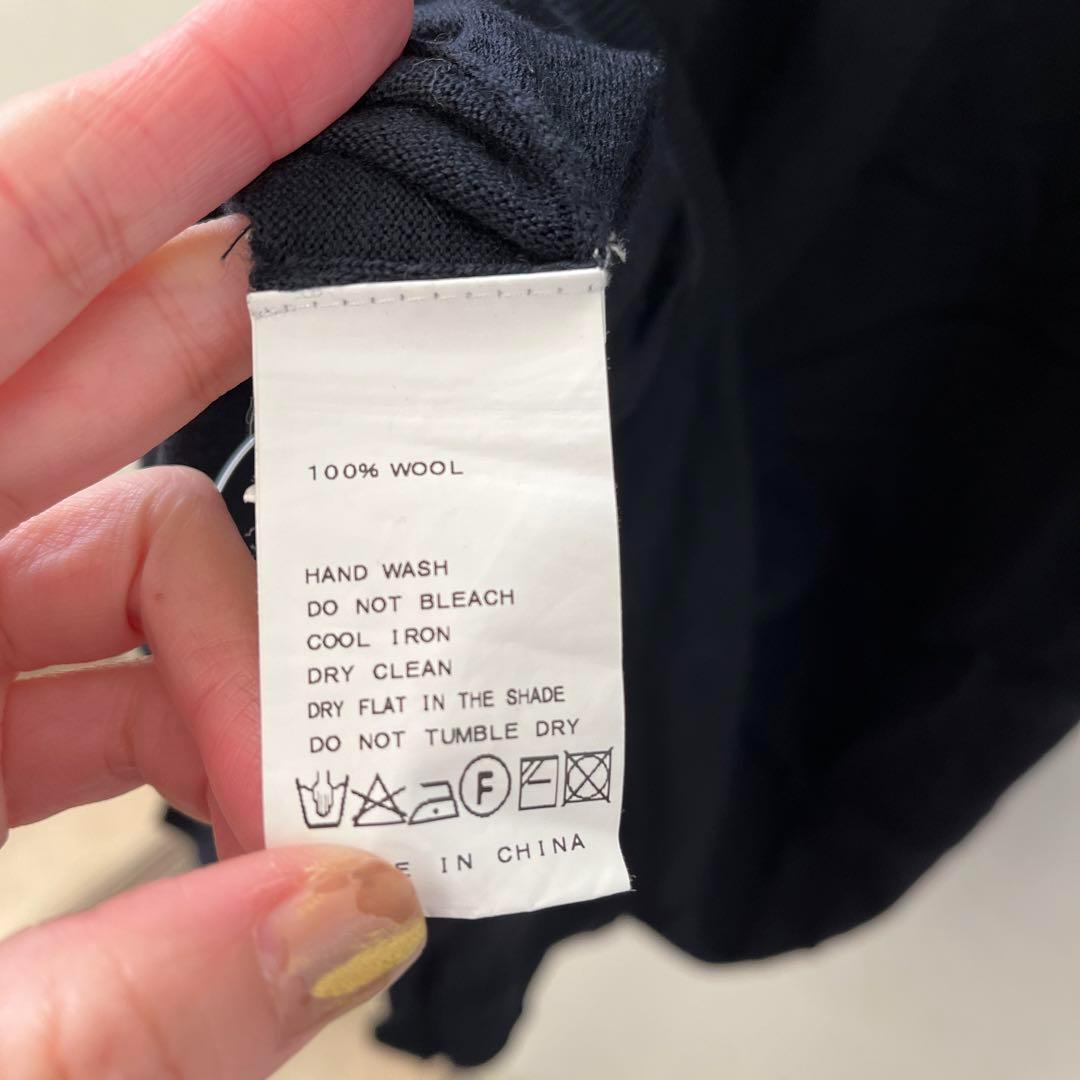 100% WOOL
HAND WASH
DO NOT BLEACH
COOL IRON
DRY CLEAN
DRY FLAT IN THE SHADE
DO NOT TUMBLE DRY
F
IN CHINA